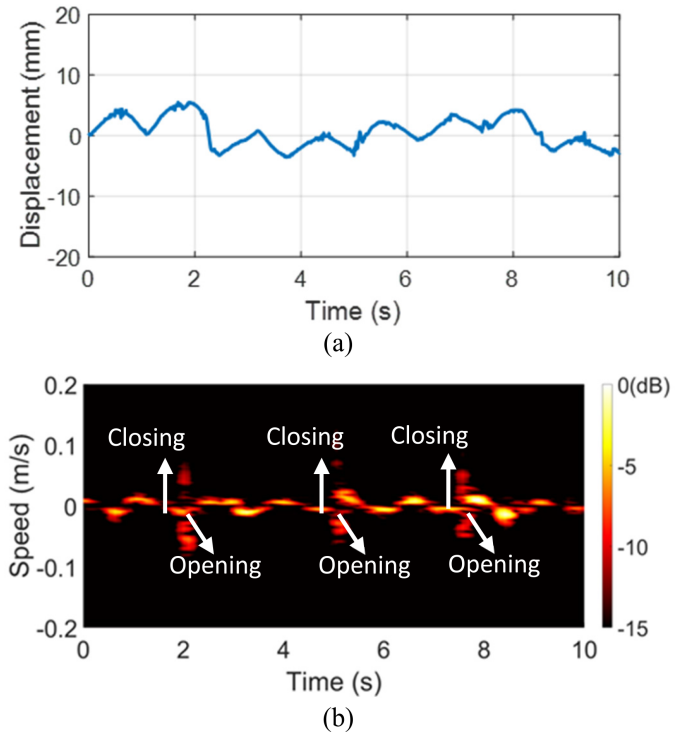 20
10
0
-10
-20
Displacement (mm)
0 2 4 6 8 10
Time (s)
(a)
0.2
0.1
0
-0.1
-0.2
Speed (m/s)
Closing Closing Closing
Opening Opening Opening
0(dB)
-5
-10
-15
0 2 4 6 8 10
Time (s)
(b)